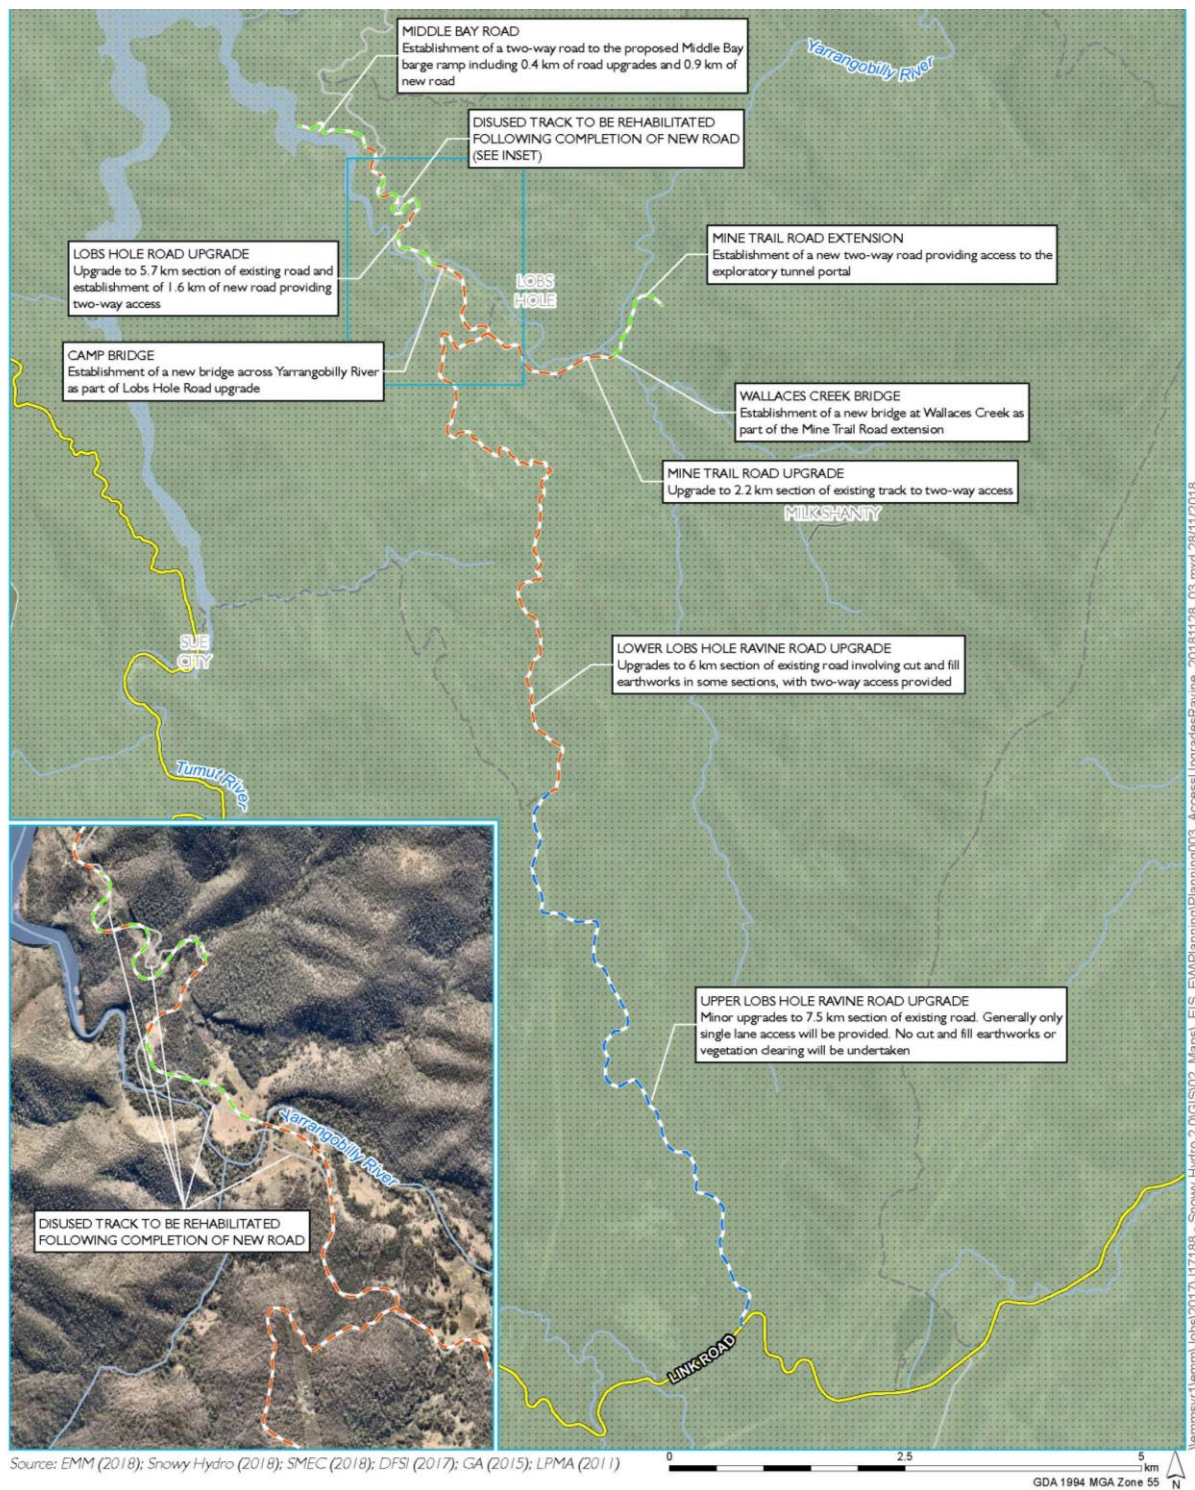 MIDDLE BAY ROAD
Establishment of a two-way road to the proposed Middle Bay
barge ramp including 0.4 km of road upgrades and 0.9 km of
new road
Yarrangobilly River
DISUSED TRACK TO BE REHABILITATED
FOLLOWING COMPLETION OF NEW ROAD
(SEE INSET)
LOBS HOLE ROAD UPGRADE
Upgrade to 5.7 km section of existing road and
establishment of 1.6 km of new road providing
two-way access
MINE TRAIL ROAD EXTENSION
Establishment of a new two-way road providing access to the
exploratory tunnel portal
LOBS
HOLE
CAMP BRIDGE
Establishment of a new bridge across Yarrangobilly River
as part of Lobs Hole Road upgrade
WALLACES CREEK BRIDGE
Establishment of a new bridge at Wallaces Creek as
part of the Mine Trail Road extension
MINE TRAIL ROAD UPGRADE
Upgrade to 2.2 km section of existing track to two-way access
MILK SHANTY
SUE
CITY
LOWER LOBS HOLE RAVINE ROAD UPGRADE
Upgrades to 6 km section of existing road involving cut and fill
earthworks in some sections, with two-way access provided
Tumut River
UPPER LOBS HOLE RAVINE ROAD UPGRADE
Minor upgrades to 7.5 km section of existing road. Generally only
single lane access will be provided. No cut and fill earthworks or
vegetation clearing will be undertaken
Yarrangobilly River
DISUSED TRACK TO BE REHABILITATED
FOLLOWING COMPLETION OF NEW ROAD
LINK ROAD
Source: EMM (2018); Snowy Hydro (2018); SMEC (2018); DFSI (2017); GA (2015); LPMA (2011)
0 2.5 5
km
GDA 1994 MGA Zone 55
N